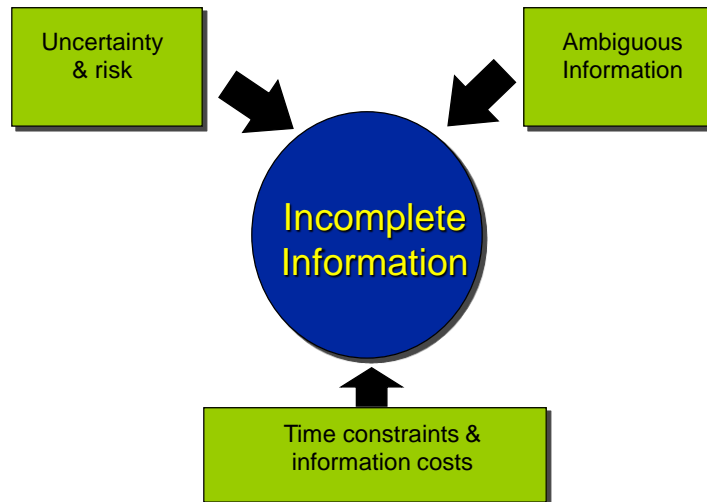 Uncertainty
& risk
Ambiguous
Information
Incomplete
Information
Time constraints &
information costs